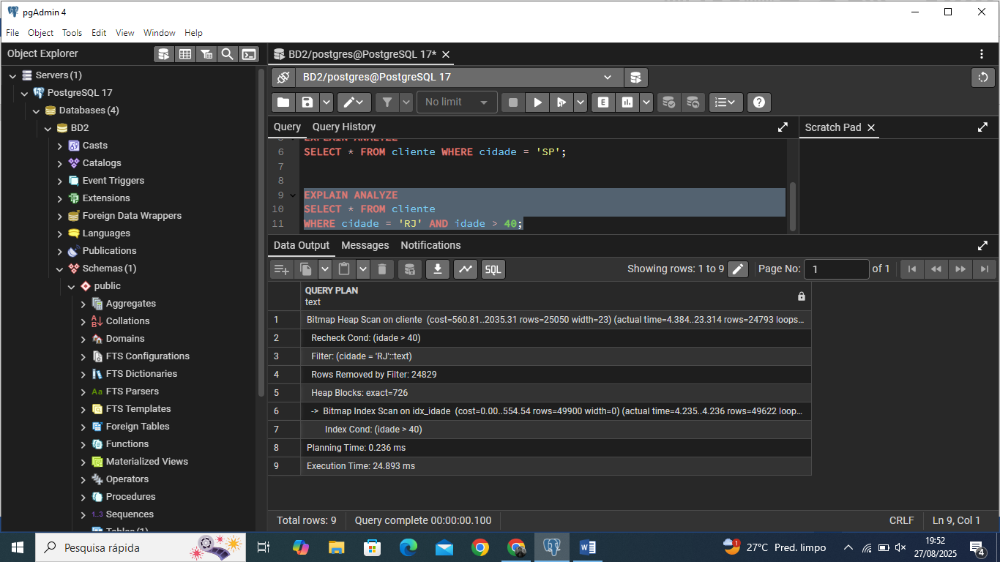 pgAdmin 4
File Object Tools Edit View Window Help
Object Explorer
Servers (1)
PostgreSQL 17
Databases (4)
BD2
Casts
Catalogs
Event Triggers
Extensions
Foreign Data Wrappers
Languages
Publications
Schemas (1)
public
Aggregates
Collations
Domains
FTS Configurations
FTS Dictionaries
Aa FTS Parsers
FTS Templates
Foreign Tables
Functions
Materialized Views
Operators
Procedures
1..3 Sequences
Tables (1)
BD2/postgres@PostgreSQL 17*
BD2/postgres@PostgreSQL 17
No limit
E
Query Query History
Scratch Pad
5 EXPLAIN ANALYZE
6 SELECT * FROM cliente WHERE cidade = 'SP';
7
8
9 EXPLAIN ANALYZE
10 SELECT * FROM cliente
11 WHERE cidade = 'RJ' AND idade > 40;
Data Output Messages Notifications
SQL
Showing rows: 1 to 9 Page No: 1 of 1
QUERY PLAN
text
1 Bitmap Heap Scan on cliente (cost=560.81..2035.31 rows=25050 width=23) (actual time=4.384..23.314 rows=24793 loops...
2 Recheck Cond: (idade > 40)
3 Filter: (cidade = 'RJ'::text)
4 Rows Removed by Filter: 24829
5 Heap Blocks: exact=726
6 -> Bitmap Index Scan on idx_idade (cost=0.00..554.54 rows=49900 width=0) (actual time=4.235..4.236 rows=49622 loop...
7 Index Cond: (idade > 40)
8 Planning Time: 0.236 ms
9 Execution Time: 24.893 ms
Total rows: 9 Query complete 00:00:00.100 CRLF Ln 9, Col 1
Pesquisa rápida
1 27°C Pred. limpo
19:52
27/08/2025
4